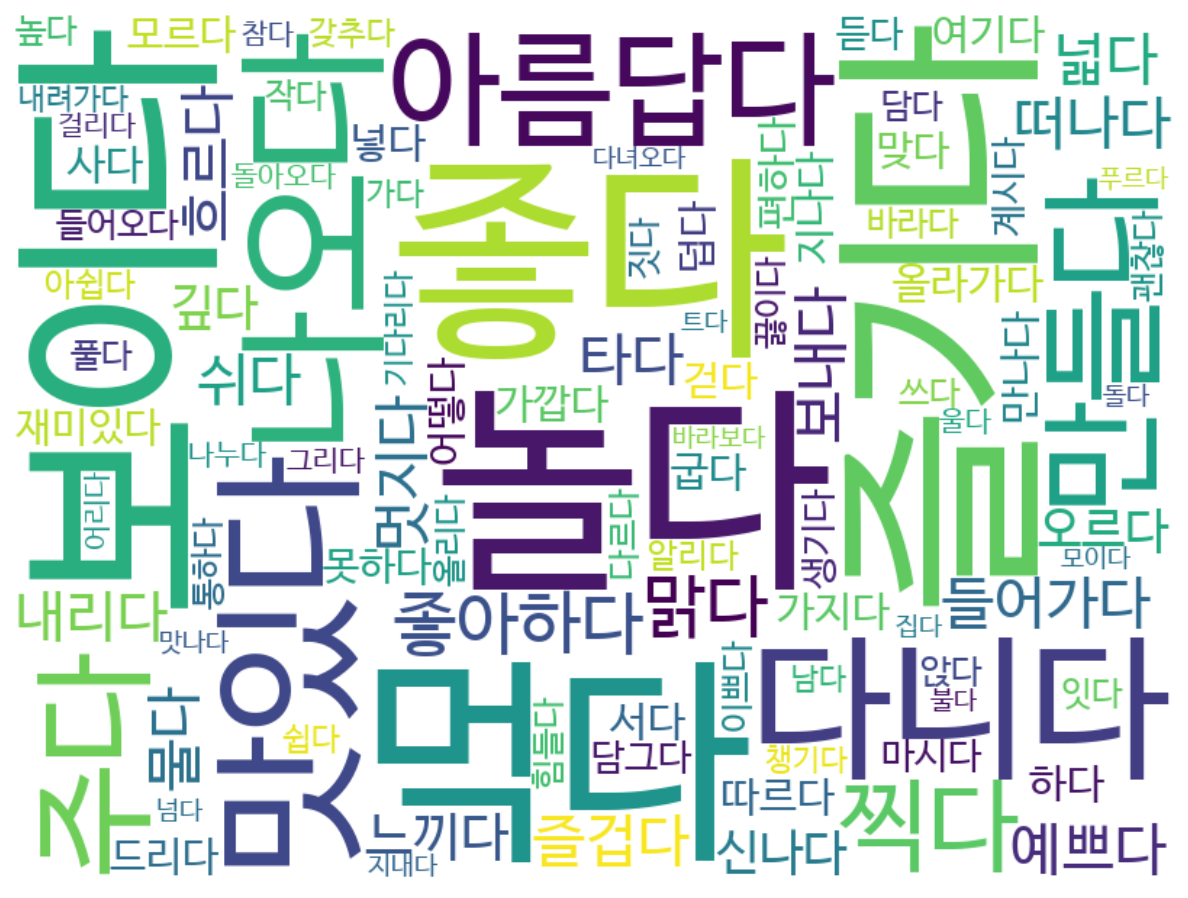 높다
모르다
참다
갖추다
아름답다
듣다
여기다
넓다
내려가다
걸리다
사다
흐르다
작다
넣다
다녀오다
편하다
담다
맞다
떠나다
돌아오다
가다
나오다
좋다
짓다
덥다
지나다
바라다
계시다
푸르다
들어오다
보이다
아쉽다
깊다
풀다
쉬다
기다리다
타다
트다
끓이다
보내다
올라가다
즐기다
만들다
괜찮다
만나다
걷다
쓰다
울다
돌다
재미있다
나누다
그리다
멋지다
어떻다
가깝다
놀다
바라보다
굽다
어리다
통하다
맛있다
못하다
올리다
다르다
알리다
생기다
오르다
모이다
내리다
맛나다
좋아하다
맑다
가지다
집다
들어가다
주다
물다
쉽다
먹다
힘들다
서다
담그다
이쁘다
다니다
남다
앉다
불다
잇다
챙기다
마시다
하다
넘다
드리다
느끼다
지내다
즐겁다
따르다
신나다
찍다
예쁘다